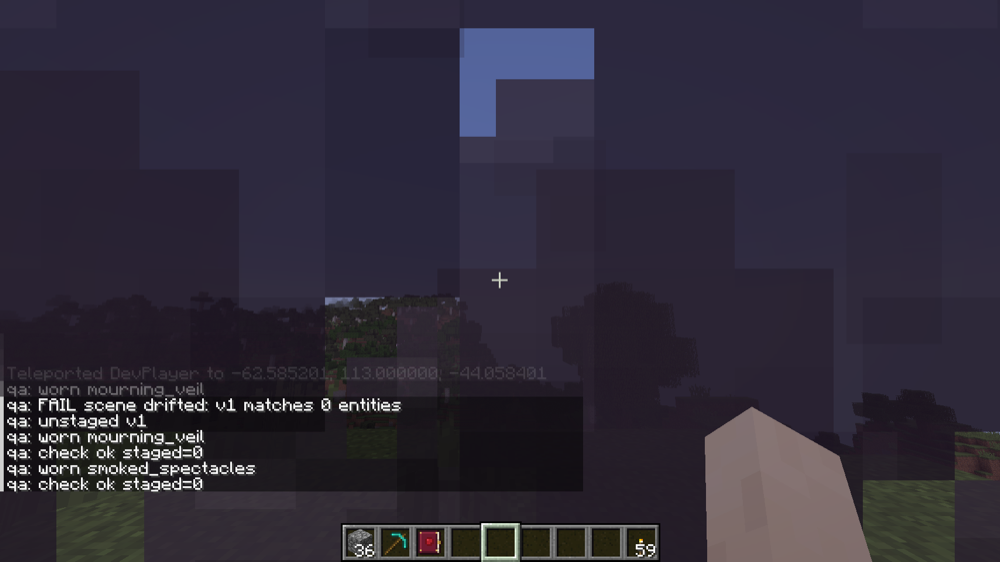 Teleported DevPlayer to -62.585201, 113.000000, -44.058401
qa: worn mourning_veil
qa: FAIL scene drifted: v1 matches 0 entities
qa: unstaged v1
qa: worn mourning_veil
qa: check ok staged=0
qa: worn smoked_spectacles
qa: check ok staged=0
36
59